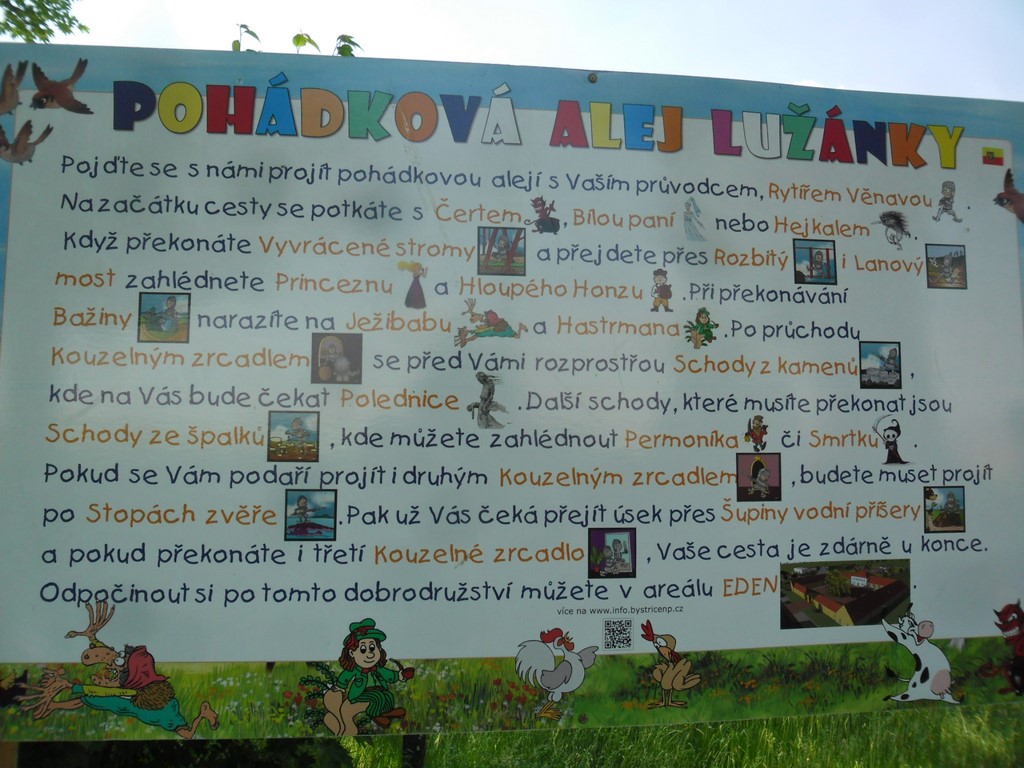 POHÁDKOVÁ ALEJ LUŽÁNKY
Pojďte se s námi projít pohádkovou alejí s Vaším průvodcem, Rytířem Věnavou .
Na začátku cesty se potkáte s Čertem , Bílou paní nebo Hejkalem .
Když překonáte Vyvrácené stromy a přejdete přes Rozbitý i Lanový
most zahlédnete Princeznu a Hloupého Honzu . Při překonávání
Bažiny narazíte na Ježibabu a Hastrmana . Po průchodu
Kouzelným zrcadlem se před Vámi rozprostřou Schody z kamenů ,
kde na Vás bude čekat Polednice . Další schody, které musíte překonat jsou
Schody ze špalků , kde můžete zahlédnout Permoníka či Smrtku .
Pokud se Vám podaří projít i druhým Kouzelným zrcadlem , budete muset projít
po Stopách zvěře . Pak už Vás čeká přejít úsek přes Šupiny vodní příšery
a pokud překonáte i třetí Kouzelné zrcadlo , Vaše cesta je zdárně u konce.
Odpočinout si po tomto dobrodružství můžete v areálu EDEN .
více na www.info.bystricenp.cz